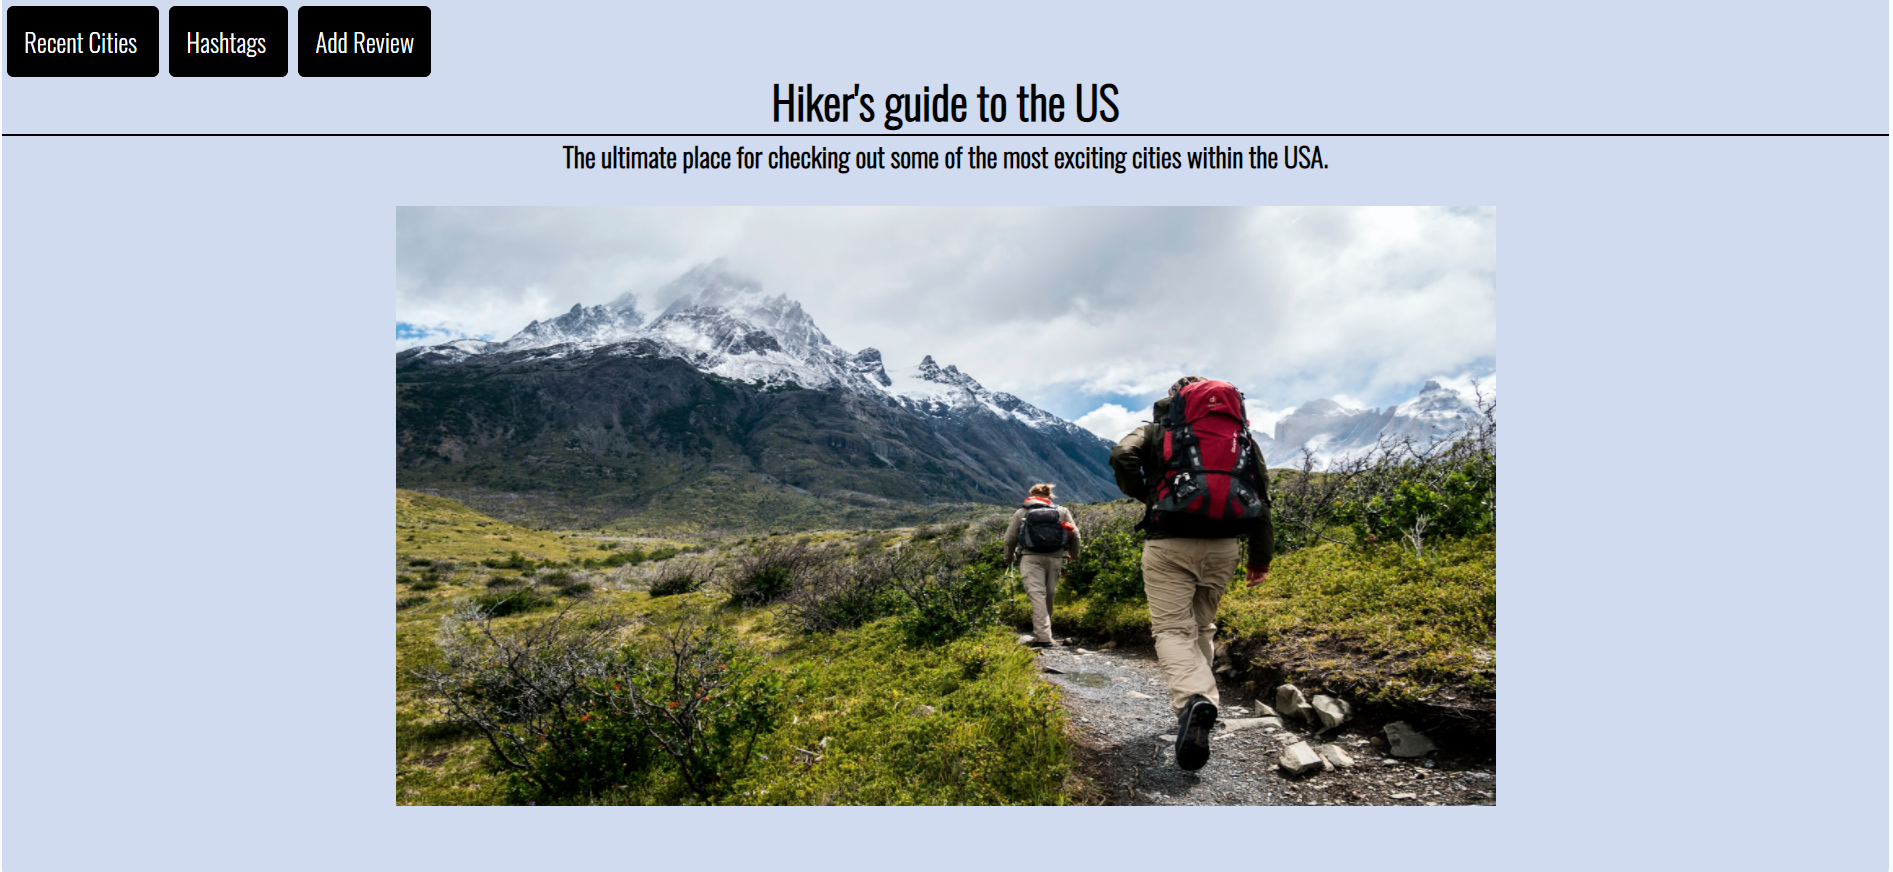 Recent Cities Hashtags Add Review
Hiker's guide to the US
The ultimate place for checking out some of the most exciting cities within the USA.